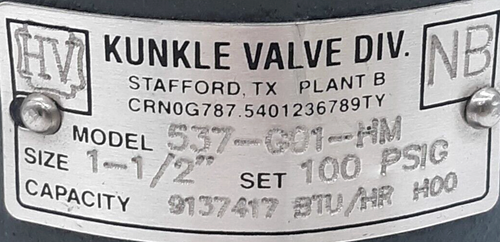 HV KUNKLE VALVE DIV. NB
STAFFORD, TX PLANT B
CRN0G787.5401236789TY
MODEL 537-G01-HM
SIZE 1-1/2" SET 100 PSIG
CAPACITY 9137417 BTU/HR H00